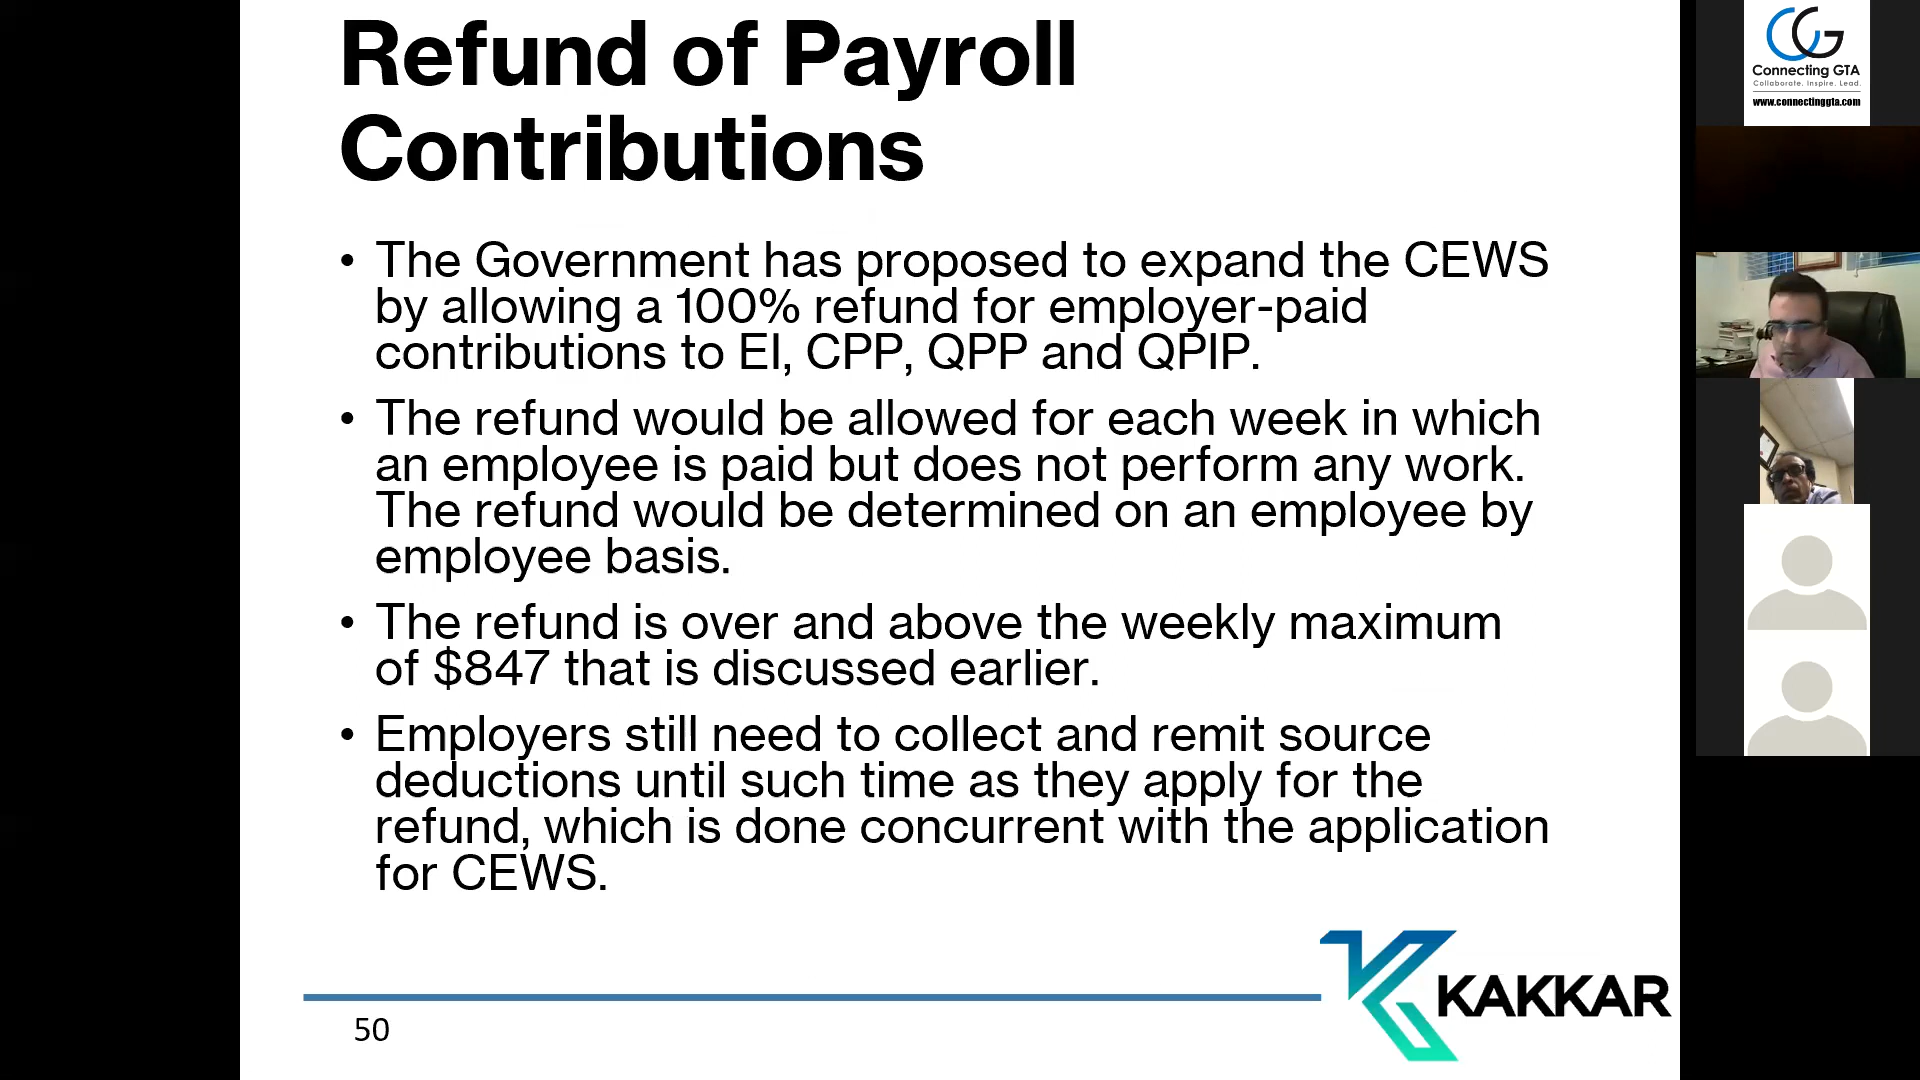 Refund of Payroll
Contributions
• The Government has proposed to expand the CEWS
by allowing a 100% refund for employer-paid
contributions to EI, CPP, QPP and QPIP.
• The refund would be allowed for each week in which
an employee is paid but does not perform any work.
The refund would be determined on an employee by
employee basis.
• The refund is over and above the weekly maximum
of $847 that is discussed earlier.
• Employers still need to collect and remit source
deductions until such time as they apply for the
refund, which is done concurrent with the application
for CEWS.
KAKKAR
50
CG
Connecting GTA
Collaborate. Inspire. Lead.
www.connectinggta.com